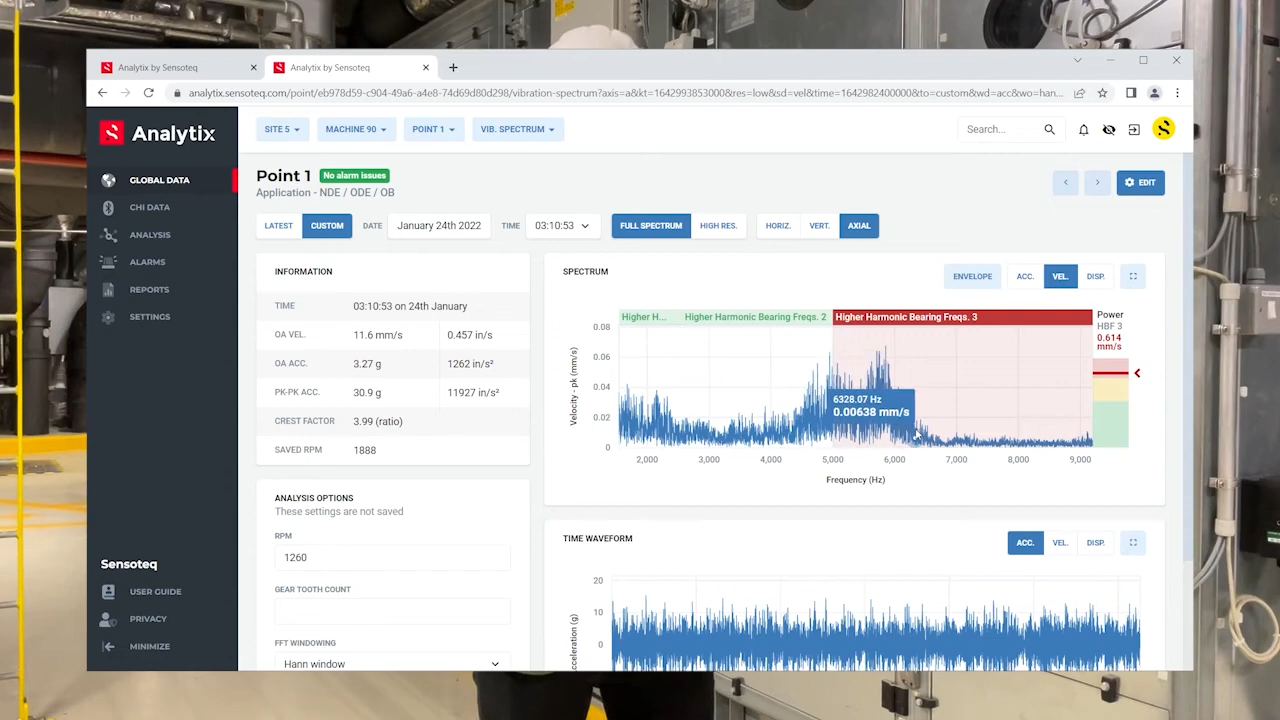 Analytix by Sensoteq
Analytix by Sensoteq
analytix.sensoteq.com/point/eb978d59-c904-49a6-a4e8-74d69d80d298/vibration-spectrum?axis=a&kt=1642993853000&res=low&sd=vel&time=1642982400000&to=custom&wd=acc&wo=han...
Analytix
SITE 5
MACHINE 90
POINT 1
VIB. SPECTRUM
Search...
GLOBAL DATA
CHI DATA
ANALYSIS
ALARMS
REPORTS
SETTINGS
Sensoteq
USER GUIDE
PRIVACY
MINIMIZE
Point 1 No alarm issues
Application - NDE / ODE / OB
EDIT
LATEST CUSTOM DATE January 24th 2022 TIME 03:10:53 FULL SPECTRUM HIGH RES. HORIZ. VERT. AXIAL
INFORMATION
TIME 03:10:53 on 24th January
OA VEL. 11.6 mm/s 0.457 in/s
OA ACC. 3.27 g 1262 in/s²
PK-PK ACC. 30.9 g 11927 in/s²
CREST FACTOR 3.99 (ratio)
SAVED RPM 1888
ANALYSIS OPTIONS
These settings are not saved
RPM
1260
GEAR TOOTH COUNT
FFT WINDOWING
Hann window
SPECTRUM
ENVELOPE ACC. VEL. DISP.
Higher H... Higher Harmonic Bearing Freqs. 2 Higher Harmonic Bearing Freqs. 3
Power
HBF 3
0.614
mm/s
0.08
0.06
0.04
0.02
0
Velocity - pk (mm/s)
6328.07 Hz
0.00638 mm/s
2,000 3,000 4,000 5,000 6,000 7,000 8,000 9,000
Frequency (Hz)
TIME WAVEFORM
ACC. VEL. DISP.
20
10
0